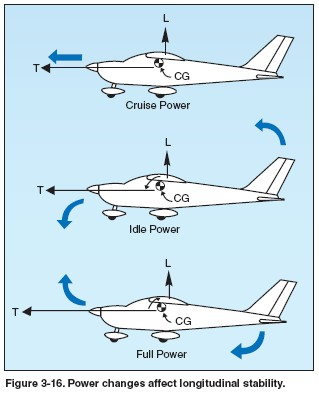 L
T
CG
Cruise Power
L
T
CG
Idle Power
L
T
CG
Full Power
Figure 3-16. Power changes affect longitudinal stability.